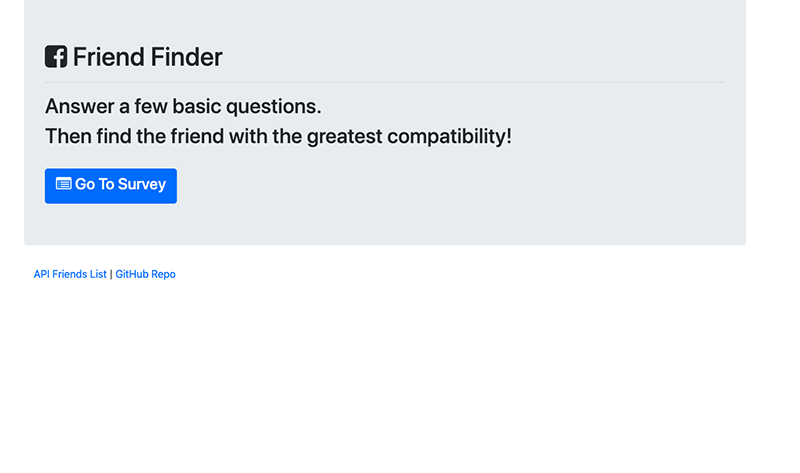 Friend Finder
Answer a few basic questions.
Then find the friend with the greatest compatibility!
Go To Survey
API Friends List | GitHub Repo